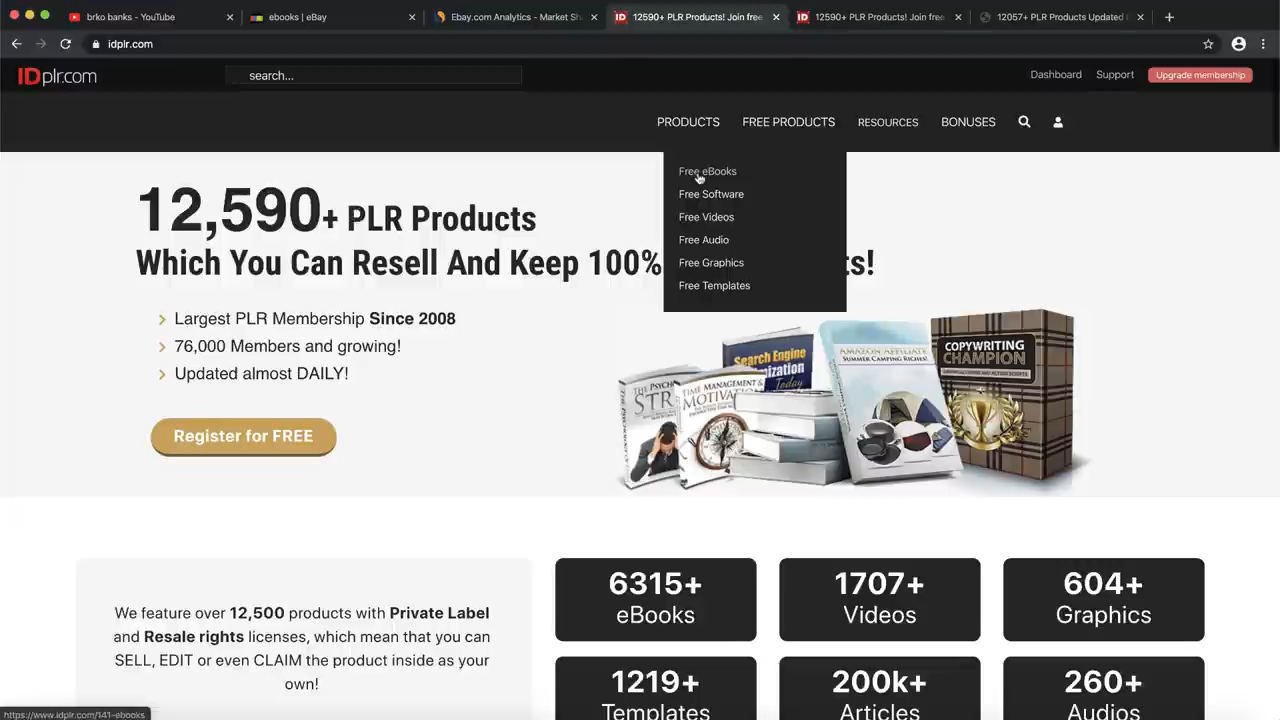 brko banks - YouTube
ebooks | eBay
Ebay.com Analytics - Market Sh
12590+ PLR Products! Join free
12590+ PLR Products! Join free
12057+ PLR Products Updated
idplr.com
IDplr.com
search...
Dashboard
Support
Upgrade membership
PRODUCTS
FREE PRODUCTS
RESOURCES
BONUSES
Free eBooks
Free Software
Free Videos
Free Audio
Free Graphics
Free Templates
12,590+ PLR Products
Which You Can Resell And Keep 100%
ts!
Largest PLR Membership Since 2008
76,000 Members and growing!
Updated almost DAILY!
Register for FREE
Search Engine
Today
TIME MANAGEMENT &
AMAZON AFFILIATE
SUMMER CAMPING RICHES!
COPYWRITING
CHAMPION
We feature over 12,500 products with Private Label
and Resale rights licenses, which mean that you can
SELL, EDIT or even CLAIM the product inside as your
own!
6315+
eBooks
1707+
Videos
604+
Graphics
1219+
Templates
200k+
Articles
260+
Audios
https://www.idplr.com/141-ebooks